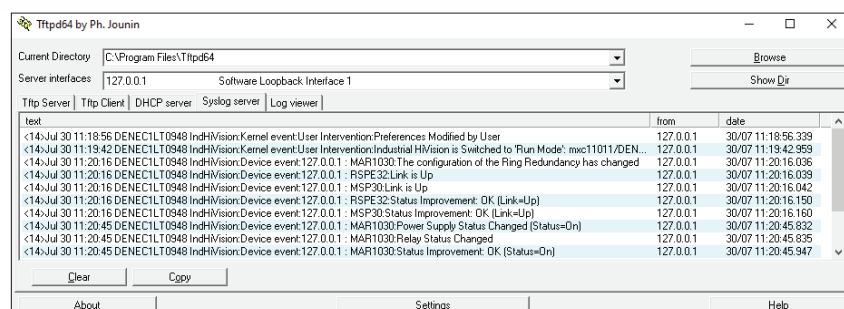 Tftpd64 by Ph. Jounin
Current Directory C:\Program Files\Tftpd64 Browse
Server interfaces 127.0.0.1 Software Loopback Interface 1 Show Dir
Tftp Server Tftp Client DHCP server Syslog server Log viewer
text from date
<14>Jul 30 11:18:56 DENEC1LT0948 IndHiVision:Kernel event:User Intervention:Preferences Modified by User 127.0.0.1 30/07 11:18:56.339
<14>Jul 30 11:19:42 DENEC1LT0948 IndHiVision:Kernel event:User Intervention:Industrial HiVision is Switched to 'Run Mode': mxc11011/DEN... 127.0.0.1 30/07 11:19:42.959
<14>Jul 30 11:20:16 DENEC1LT0948 IndHiVision:Device event:127.0.0.1 : MAR1030:The configuration of the Ring Redundancy has changed 127.0.0.1 30/07 11:20:16.036
<14>Jul 30 11:20:16 DENEC1LT0948 IndHiVision:Device event:127.0.0.1 : RSPE32:Link is Up 127.0.0.1 30/07 11:20:16.039
<14>Jul 30 11:20:16 DENEC1LT0948 IndHiVision:Device event:127.0.0.1 : MSP30:Link is Up 127.0.0.1 30/07 11:20:16.042
<14>Jul 30 11:20:16 DENEC1LT0948 IndHiVision:Device event:127.0.0.1 : RSPE32:Status Improvement: OK (Link=Up) 127.0.0.1 30/07 11:20:16.150
<14>Jul 30 11:20:16 DENEC1LT0948 IndHiVision:Device event:127.0.0.1 : MSP30:Status Improvement: OK (Link=Up) 127.0.0.1 30/07 11:20:16.160
<14>Jul 30 11:20:45 DENEC1LT0948 IndHiVision:Device event:127.0.0.1 : MAR1030:Power Supply Status Changed (Status=On) 127.0.0.1 30/07 11:20:45.832
<14>Jul 30 11:20:45 DENEC1LT0948 IndHiVision:Device event:127.0.0.1 : MAR1030:Relay Status Changed 127.0.0.1 30/07 11:20:45.835
<14>Jul 30 11:20:45 DENEC1LT0948 IndHiVision:Device event:127.0.0.1 : MAR1030:Status Improvement: OK (Status=On) 127.0.0.1 30/07 11:20:45.947
Clear Copy
About Settings Help